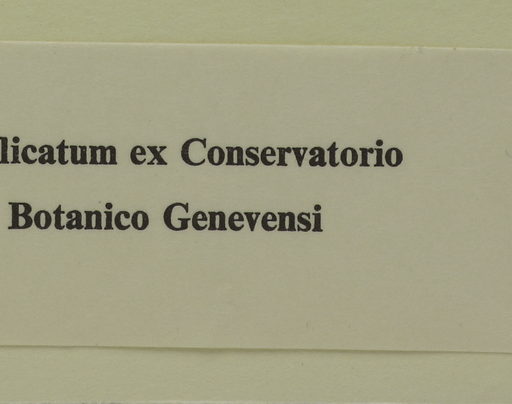 licatum ex Conservatorio
Botanico Genevensi